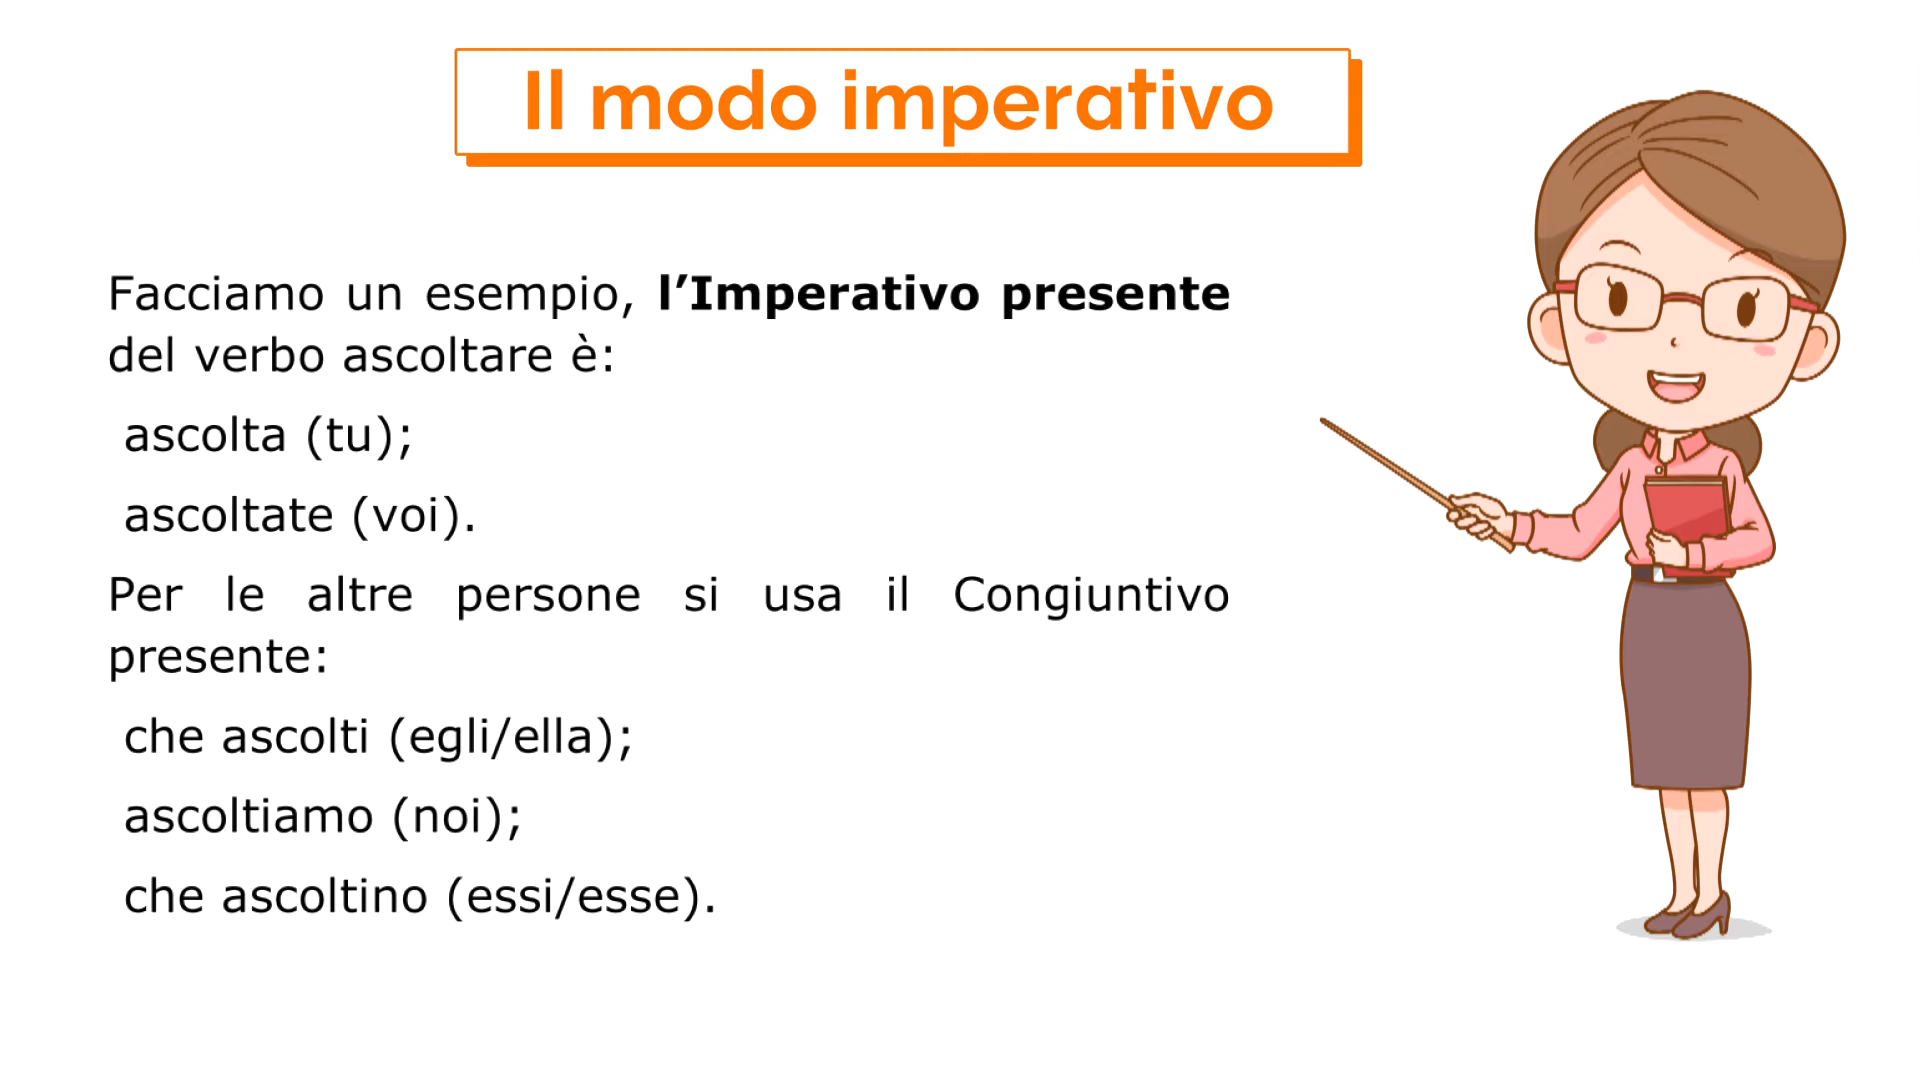 Il modo imperativo
Facciamo un esempio, l’Imperativo presente
del verbo ascoltare è:
ascolta (tu);
ascoltate (voi).
Per le altre persone si usa il Congiuntivo
presente:
che ascolti (egli/ella);
ascoltiamo (noi);
che ascoltino (essi/esse).